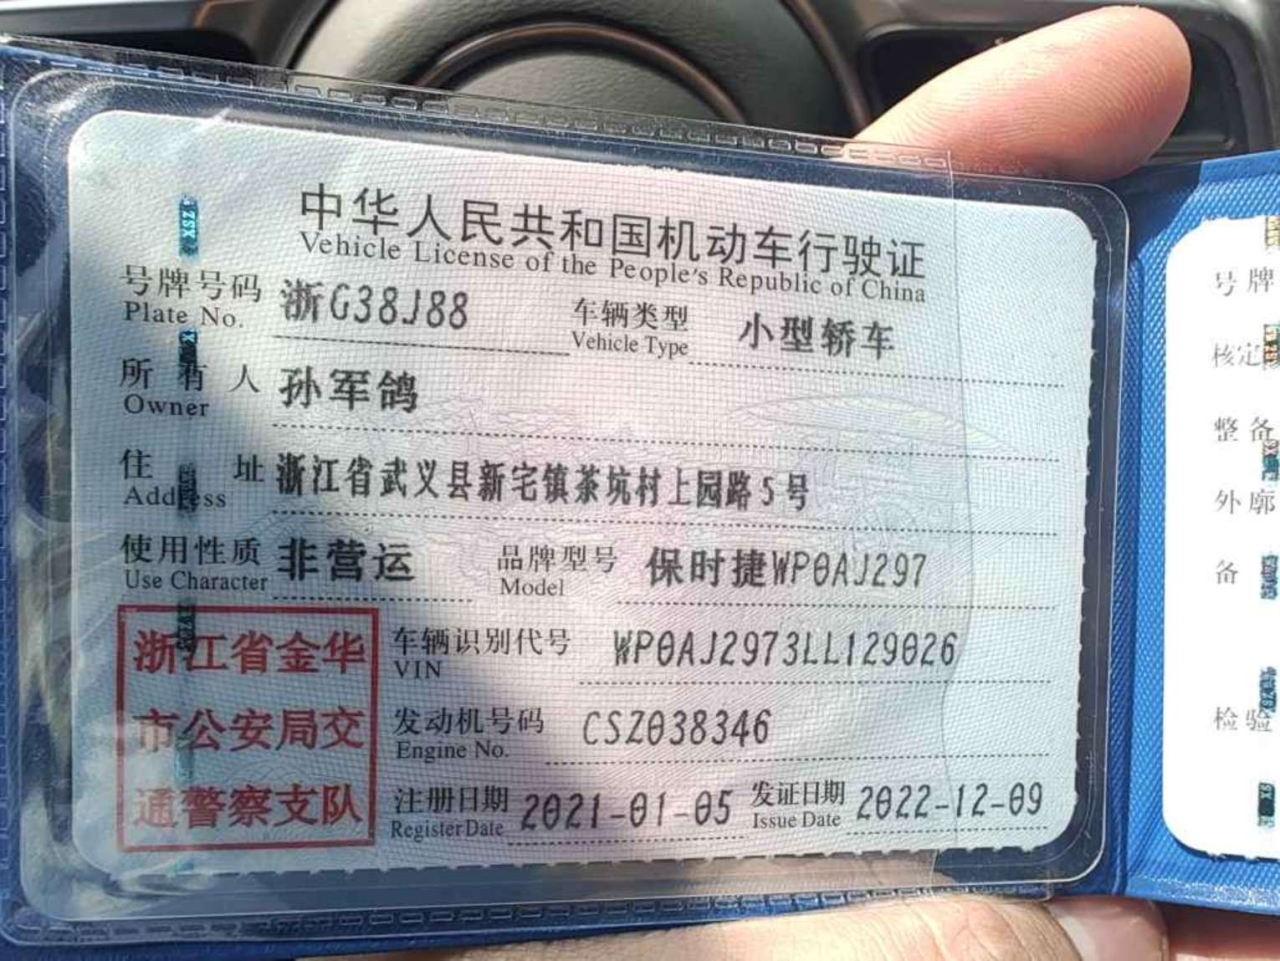 中华人民共和国机动车行驶证
Vehicle License of the People's Republic of China
号牌号码 浙G38J88 车辆类型 小型轿车
Plate No. Vehicle Type
所有人 孙军鸽
Owner
住址 浙江省武义县新宅镇茶坑村上园路5号
Address
使用性质 非营运 品牌型号 保时捷WP0AJ297
Use Character Model
浙江省金华
市公安局交
通警察支队
车辆识别代号 WP0AJ2973LL129026
VIN
发动机号码 CSZ038346
Engine No.
注册日期 2021-01-05 发证日期 2022-12-09
Register Date Issue Date
号牌
核定
整备
外廓
备
检验